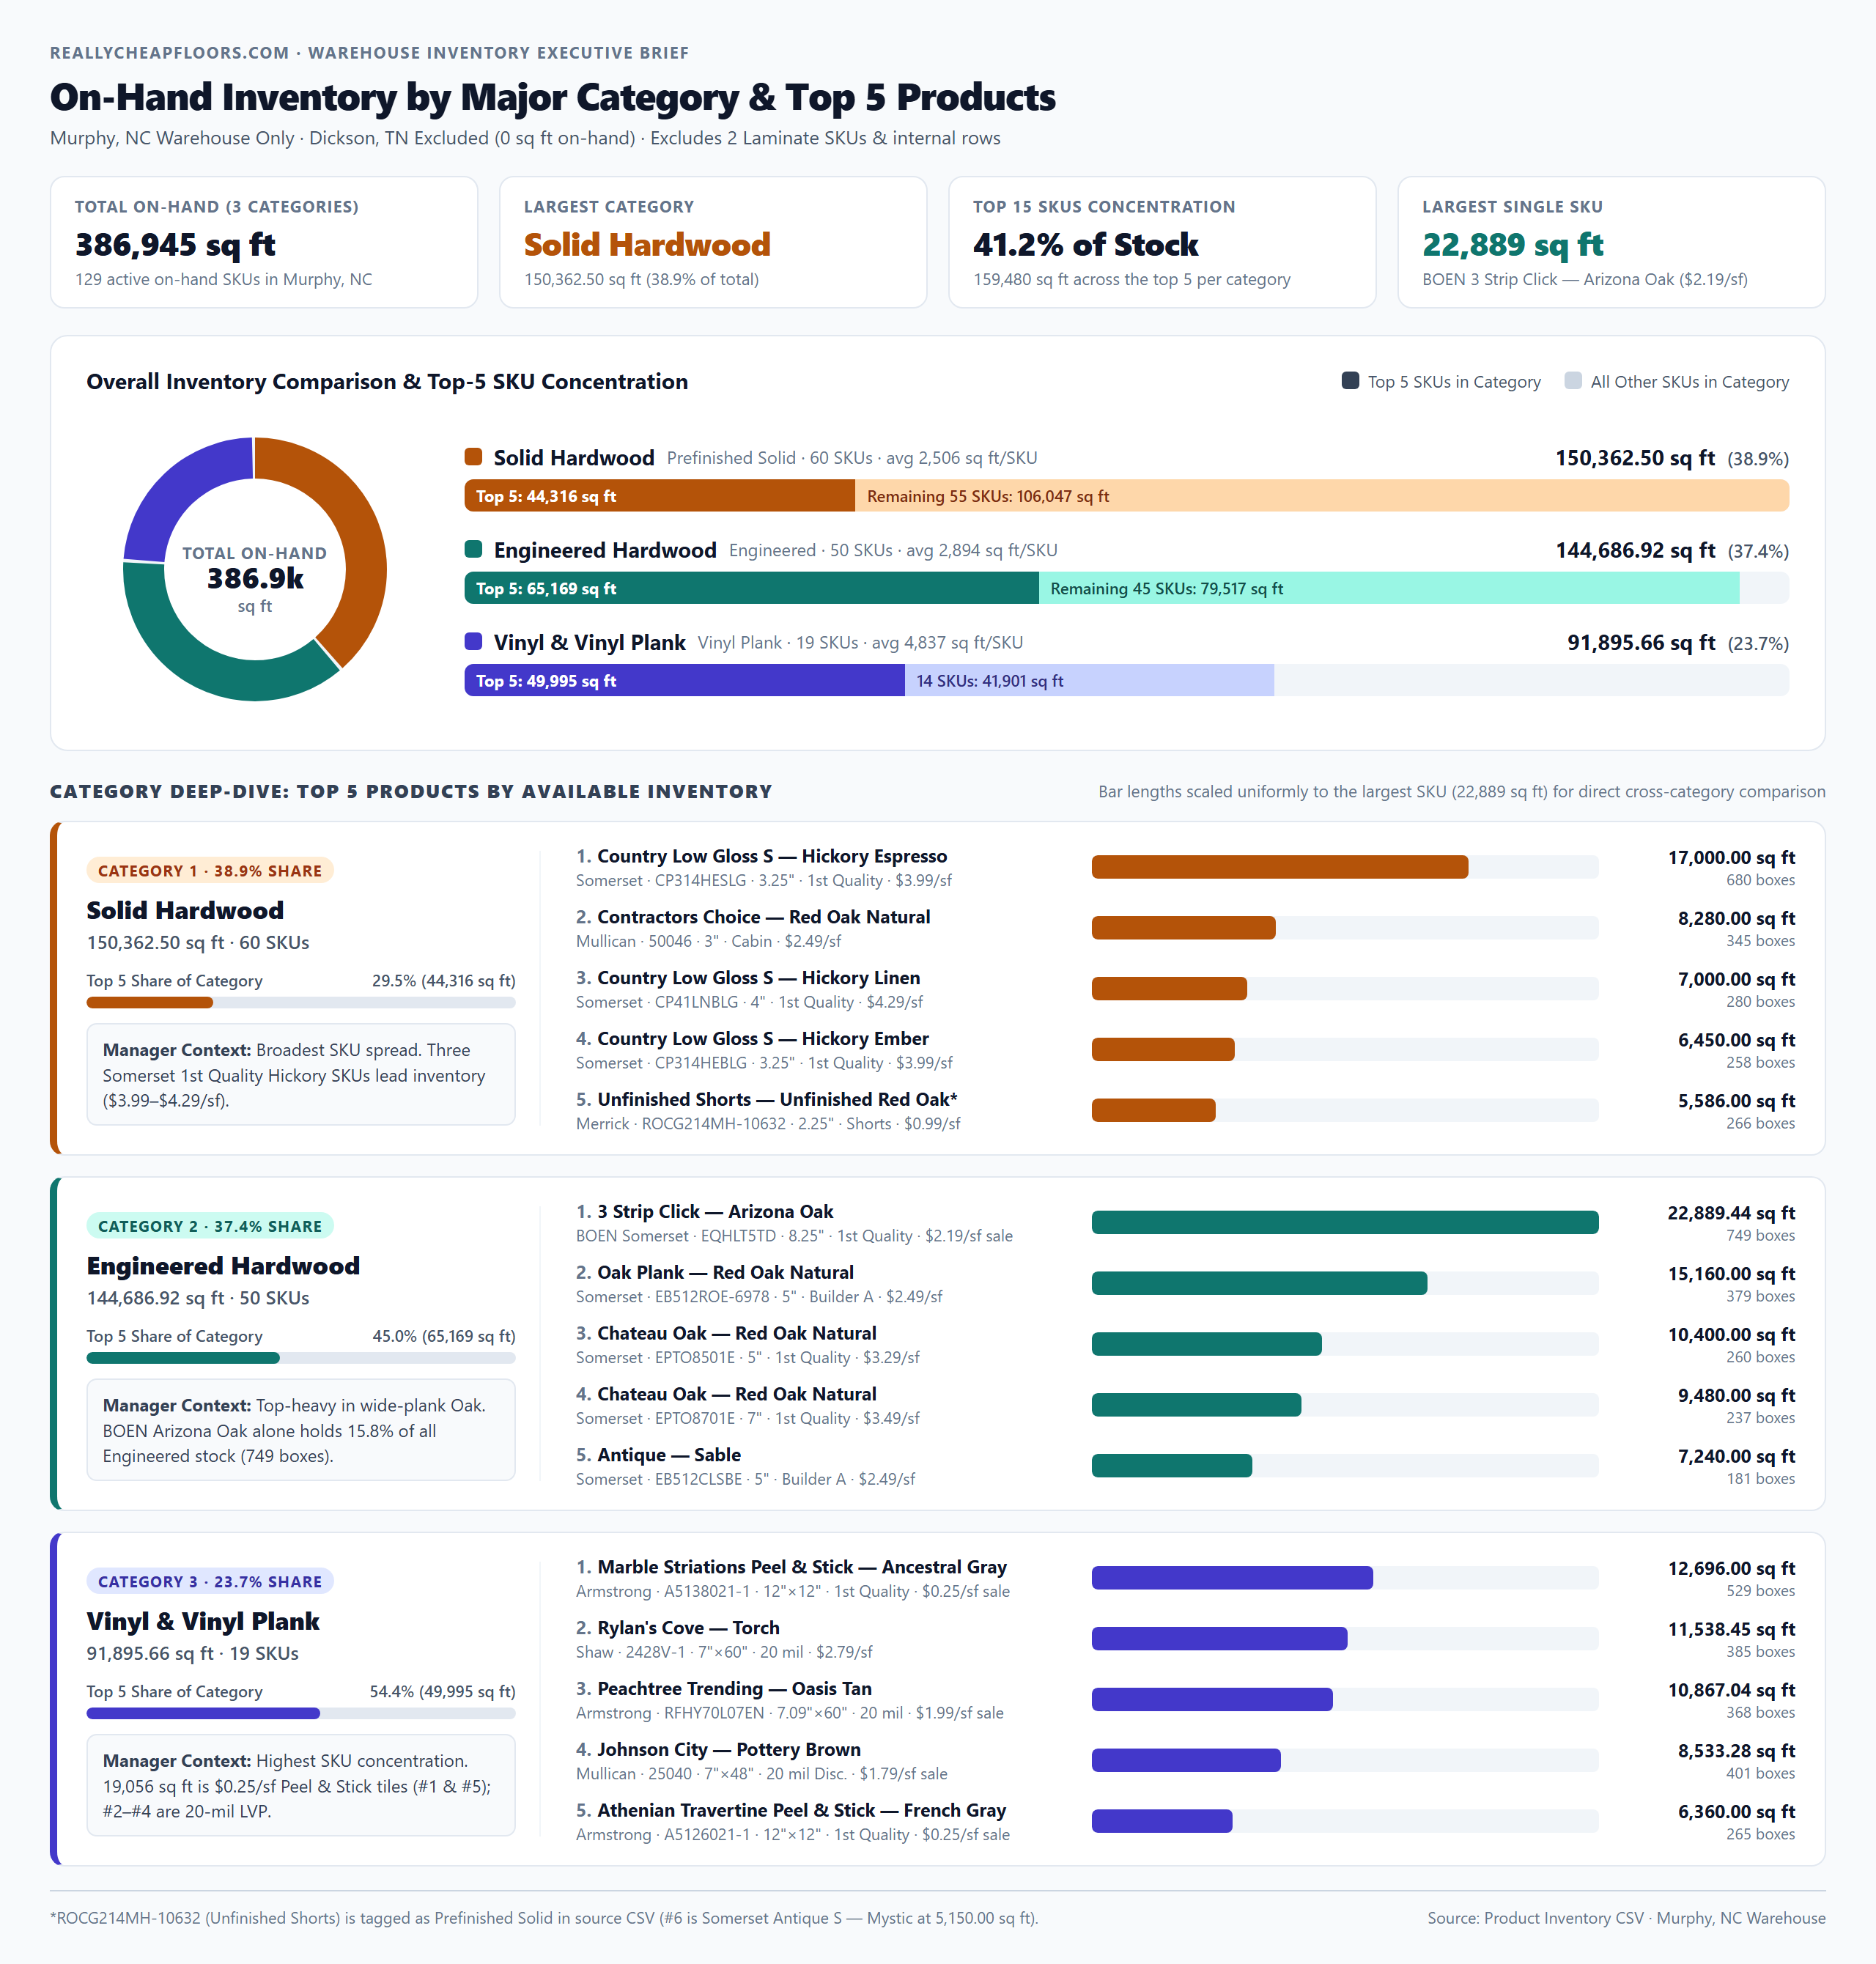 REALLYCHEAPFLOORS.COM · WAREHOUSE INVENTORY EXECUTIVE BRIEF
On-Hand Inventory by Major Category & Top 5 Products
Murphy, NC Warehouse Only · Dickson, TN Excluded (0 sq ft on-hand) · Excludes 2 Laminate SKUs & internal rows
TOTAL ON-HAND (3 CATEGORIES)
386,945 sq ft
129 active on-hand SKUs in Murphy, NC
LARGEST CATEGORY
Solid Hardwood
150,362.50 sq ft (38.9% of total)
TOP 15 SKUS CONCENTRATION
41.2% of Stock
159,480 sq ft across the top 5 per category
LARGEST SINGLE SKU
22,889 sq ft
BOEN 3 Strip Click — Arizona Oak ($2.19/sf)
Overall Inventory Comparison & Top-5 SKU Concentration
Top 5 SKUs in Category
All Other SKUs in Category
TOTAL ON-HAND
386.9k
sq ft
Solid Hardwood Prefinished Solid · 60 SKUs · avg 2,506 sq ft/SKU 150,362.50 sq ft (38.9%)
Top 5: 44,316 sq ft Remaining 55 SKUs: 106,047 sq ft
Engineered Hardwood Engineered · 50 SKUs · avg 2,894 sq ft/SKU 144,686.92 sq ft (37.4%)
Top 5: 65,169 sq ft Remaining 45 SKUs: 79,517 sq ft
Vinyl & Vinyl Plank Vinyl Plank · 19 SKUs · avg 4,837 sq ft/SKU 91,895.66 sq ft (23.7%)
Top 5: 49,995 sq ft 14 SKUs: 41,901 sq ft
CATEGORY DEEP-DIVE: TOP 5 PRODUCTS BY AVAILABLE INVENTORY
Bar lengths scaled uniformly to the largest SKU (22,889 sq ft) for direct cross-category comparison
CATEGORY 1 · 38.9% SHARE
Solid Hardwood
150,362.50 sq ft · 60 SKUs
Top 5 Share of Category 29.5% (44,316 sq ft)
Manager Context: Broadest SKU spread. Three
Somerset 1st Quality Hickory SKUs lead inventory
($3.99–$4.29/sf).
1. Country Low Gloss S — Hickory Espresso
Somerset · CP314HESLG · 3.25" · 1st Quality · $3.99/sf
17,000.00 sq ft
680 boxes
2. Contractors Choice — Red Oak Natural
Mullican · 50046 · 3" · Cabin · $2.49/sf
8,280.00 sq ft
345 boxes
3. Country Low Gloss S — Hickory Linen
Somerset · CP41LNBLG · 4" · 1st Quality · $4.29/sf
7,000.00 sq ft
280 boxes
4. Country Low Gloss S — Hickory Ember
Somerset · CP314HEBLG · 3.25" · 1st Quality · $3.99/sf
6,450.00 sq ft
258 boxes
5. Unfinished Shorts — Unfinished Red Oak*
Merrick · ROCG214MH-10632 · 2.25" · Shorts · $0.99/sf
5,586.00 sq ft
266 boxes
CATEGORY 2 · 37.4% SHARE
Engineered Hardwood
144,686.92 sq ft · 50 SKUs
Top 5 Share of Category 45.0% (65,169 sq ft)
Manager Context: Top-heavy in wide-plank Oak.
BOEN Arizona Oak alone holds 15.8% of all
Engineered stock (749 boxes).
1. 3 Strip Click — Arizona Oak
BOEN Somerset · EQHLT5TD · 8.25" · 1st Quality · $2.19/sf sale
22,889.44 sq ft
749 boxes
2. Oak Plank — Red Oak Natural
Somerset · EB512ROE-6978 · 5" · Builder A · $2.49/sf
15,160.00 sq ft
379 boxes
3. Chateau Oak — Red Oak Natural
Somerset · EPTO8501E · 5" · 1st Quality · $3.29/sf
10,400.00 sq ft
260 boxes
4. Chateau Oak — Red Oak Natural
Somerset · EPTO8701E · 7" · 1st Quality · $3.49/sf
9,480.00 sq ft
237 boxes
5. Antique — Sable
Somerset · EB512CLSBE · 5" · Builder A · $2.49/sf
7,240.00 sq ft
181 boxes
CATEGORY 3 · 23.7% SHARE
Vinyl & Vinyl Plank
91,895.66 sq ft · 19 SKUs
Top 5 Share of Category 54.4% (49,995 sq ft)
Manager Context: Highest SKU concentration.
19,056 sq ft is $0.25/sf Peel & Stick tiles (#1 & #5);
#2–#4 are 20-mil LVP.
1. Marble Striations Peel & Stick — Ancestral Gray
Armstrong · A5138021-1 · 12"×12" · 1st Quality · $0.25/sf sale
12,696.00 sq ft
529 boxes
2. Rylan's Cove — Torch
Shaw · 2428V-1 · 7"×60" · 20 mil · $2.79/sf
11,538.45 sq ft
385 boxes
3. Peachtree Trending — Oasis Tan
Armstrong · RFHY70L07EN · 7.09"×60" · 20 mil · $1.99/sf sale
10,867.04 sq ft
368 boxes
4. Johnson City — Pottery Brown
Mullican · 25040 · 7"×48" · 20 mil Disc. · $1.79/sf sale
8,533.28 sq ft
401 boxes
5. Athenian Travertine Peel & Stick — French Gray
Armstrong · A5126021-1 · 12"×12" · 1st Quality · $0.25/sf sale
6,360.00 sq ft
265 boxes
*ROCG214MH-10632 (Unfinished Shorts) is tagged as Prefinished Solid in source CSV (#6 is Somerset Antique S — Mystic at 5,150.00 sq ft).
Source: Product Inventory CSV · Murphy, NC Warehouse